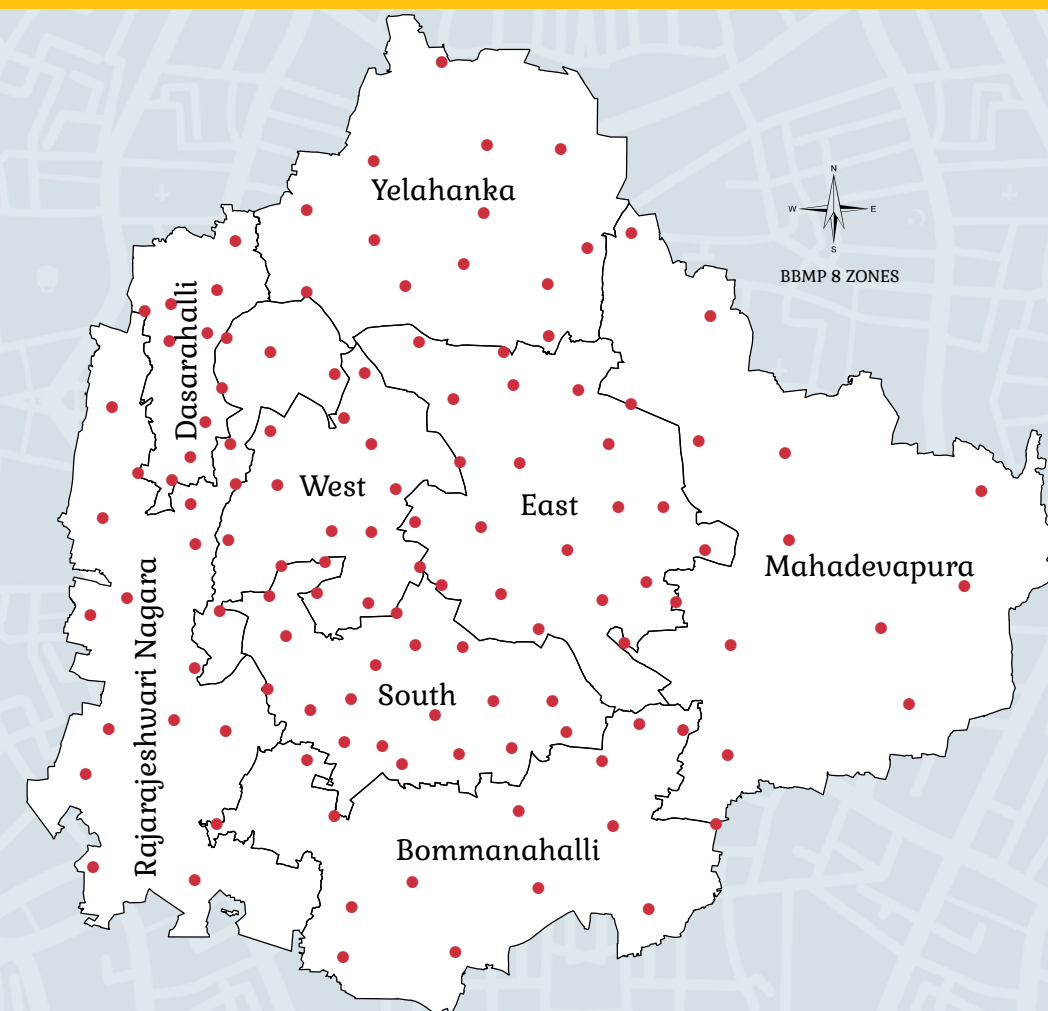 Yelahanka
N
W E
S
BBMP 8 ZONES
Dasarahalli
West
East
Mahadevapura
Rajarajeshwari Nagara
South
Bommanahalli